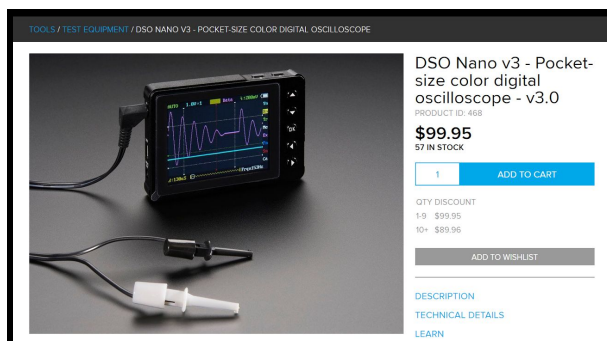 TOOLS / TEST EQUIPMENT / DSO NANO V3 - POCKET-SIZE COLOR DIGITAL OSCILLOSCOPE
DSO Nano v3 - Pocket-
size color digital
oscilloscope - v3.0
PRODUCT ID: 468
$99.95
57 IN STOCK
1 ADD TO CART
QTY DISCOUNT
1-9 $99.95
10+ $89.96
ADD TO WISHLIST
DESCRIPTION
TECHNICAL DETAILS
LEARN
AUTO
OK